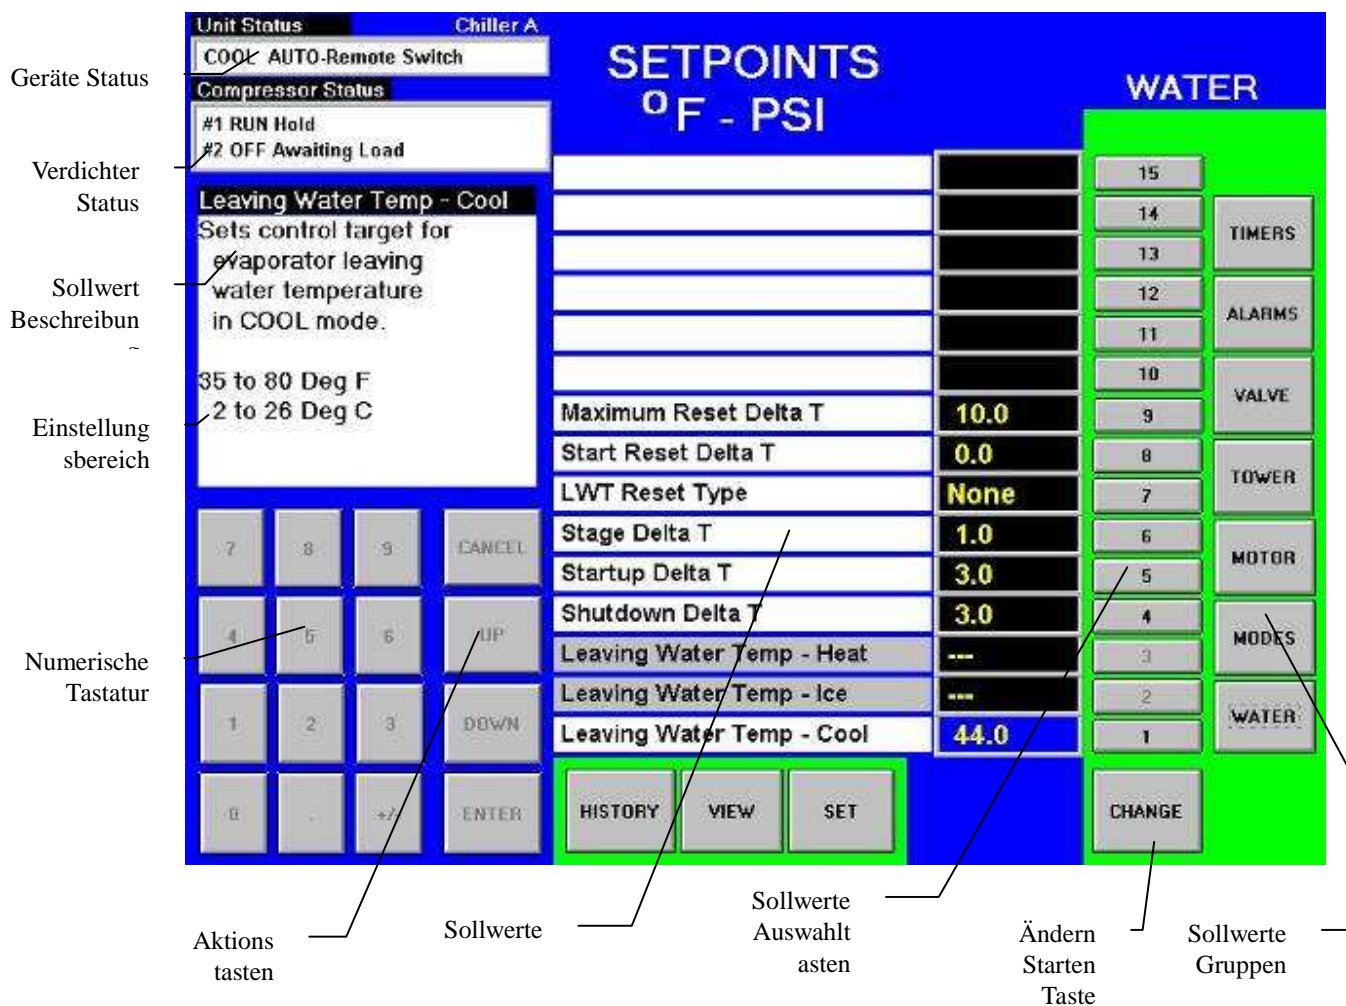 Unit Status
Chiller A
COOL AUTO-Remote Switch
Compressor Status
#1 RUN Hold
#2 OFF Awaiting Load
Leaving Water Temp - Cool
Sets control target for
evaporator leaving
water temperature
in COOL mode.
35 to 80 Deg F
2 to 26 Deg C
7
8
9
CANCEL
4
5
6
UP
1
2
3
DOWN
0
.
+/-
ENTER
SETPOINTS
°F - PSI
WATER
Maximum Reset Delta T 10.0
Start Reset Delta T 0.0
LWT Reset Type None
Stage Delta T 1.0
Startup Delta T 3.0
Shutdown Delta T 3.0
Leaving Water Temp - Heat ---
Leaving Water Temp - Ice ---
Leaving Water Temp - Cool 44.0
HISTORY
VIEW
SET
15
14
13
12
11
10
9
8
7
6
5
4
3
2
1
CHANGE
TIMERS
ALARMS
VALVE
TOWER
MOTOR
MODES
WATER
Geräte Status
Verdichter
Status
Sollwert
Beschreibun
Einstellung
sbereich
Numerische
Tastatur
Aktions
tasten
Sollwerte
Sollwerte
Auswahlt
asten
Ändern
Starten
Taste
Sollwerte
Gruppen